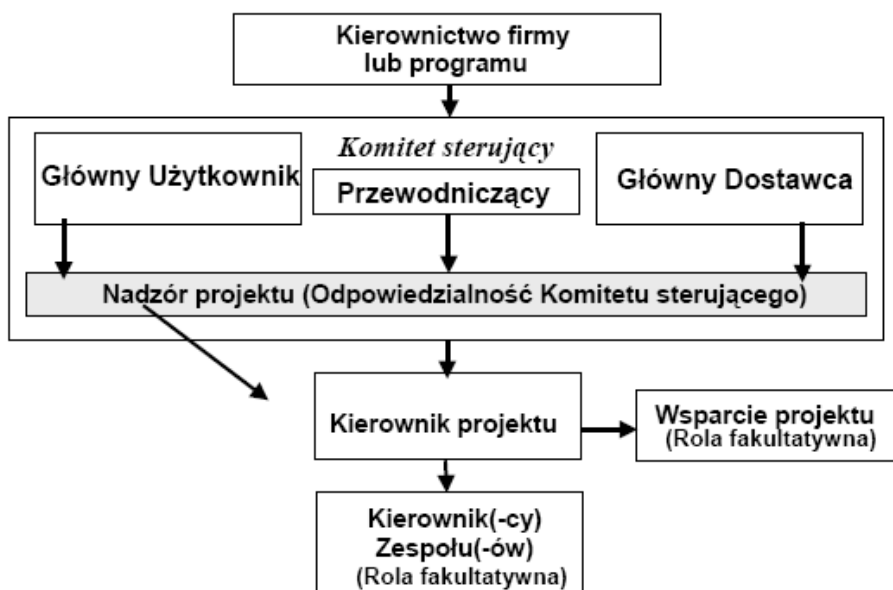 Kierownictwo firmy
lub programu
Komitet sterujący
Główny Użytkownik
Przewodniczący
Główny Dostawca
Nadzór projektu (Odpowiedzialność Komitetu sterującego)
Kierownik projektu
Wsparcie projektu
(Rola fakultatywna)
Kierownik(-cy)
Zespołu(-ów)
(Rola fakultatywna)